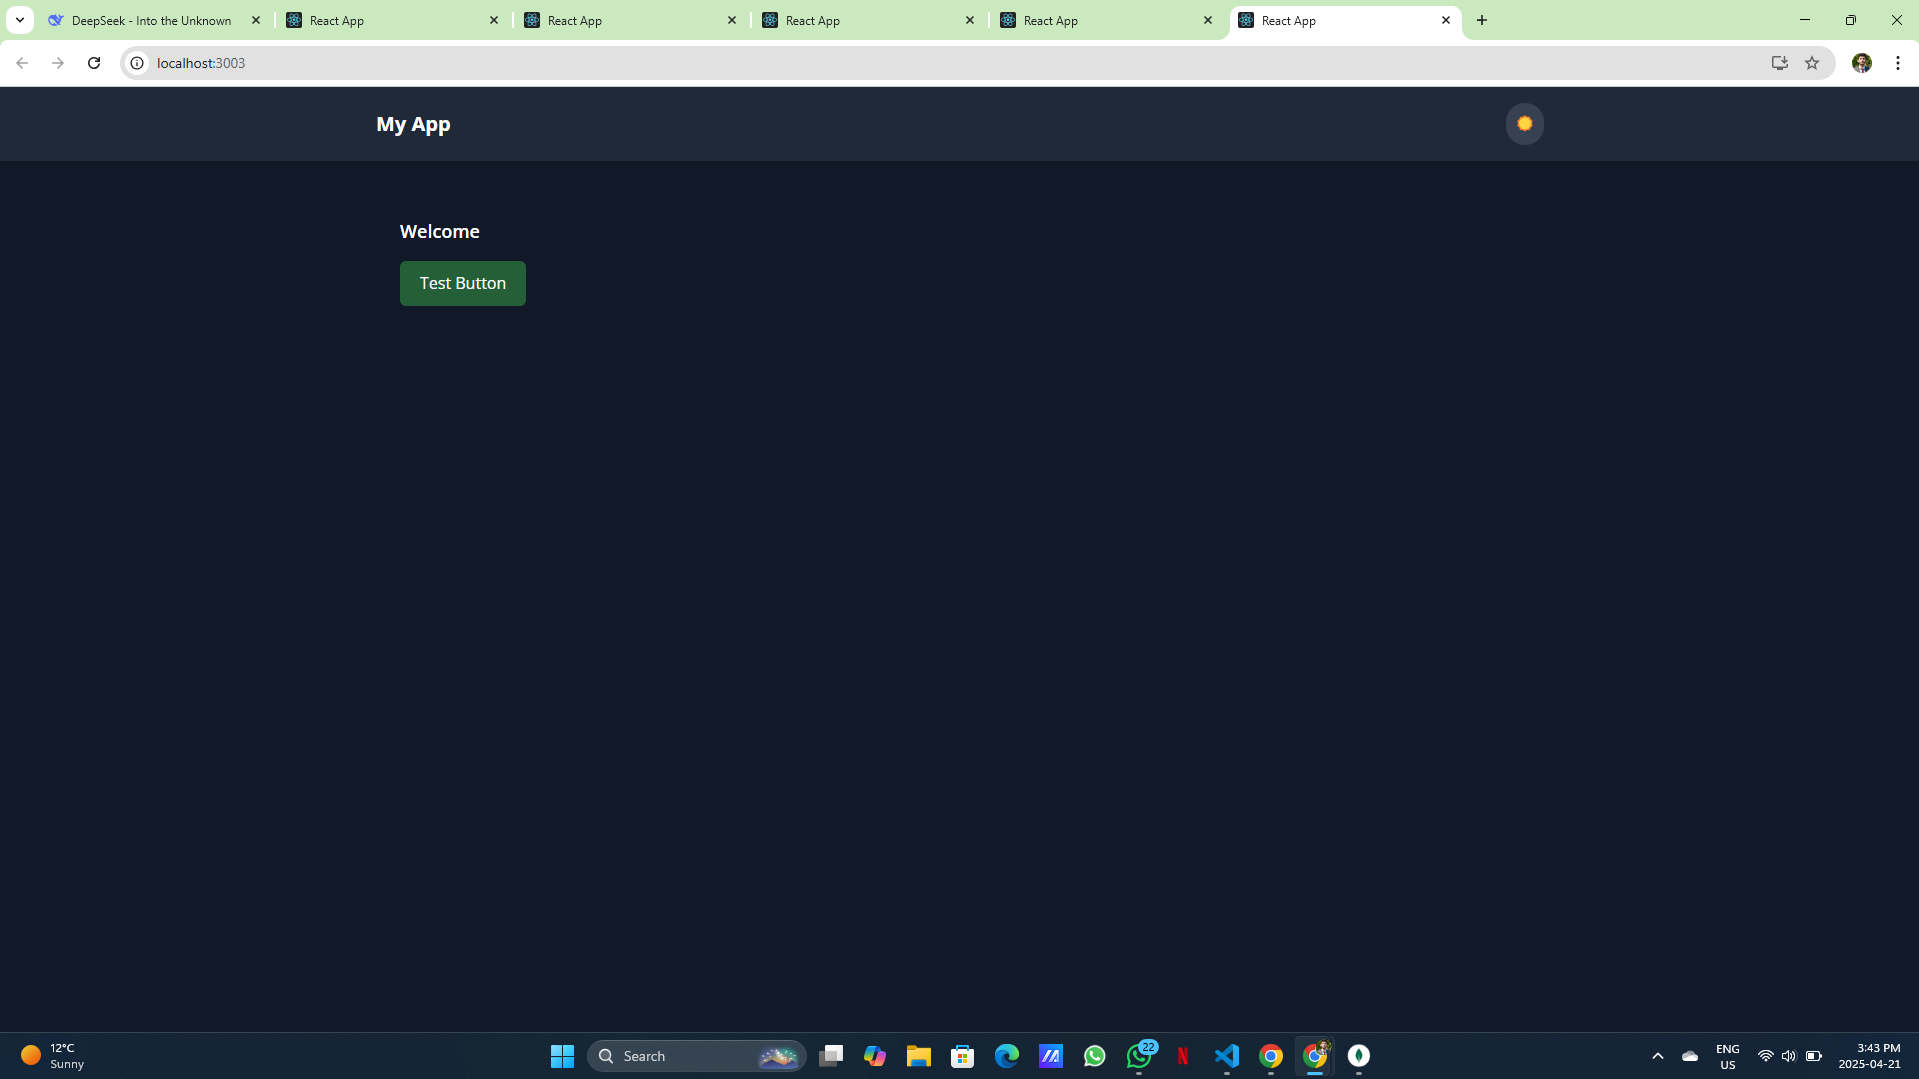 DeepSeek - Into the Unknown
React App
React App
React App
React App
React App
localhost:3003
My App
Welcome
Test Button
12°C
Sunny
Search
22
ENG
US
3:43 PM
2025-04-21